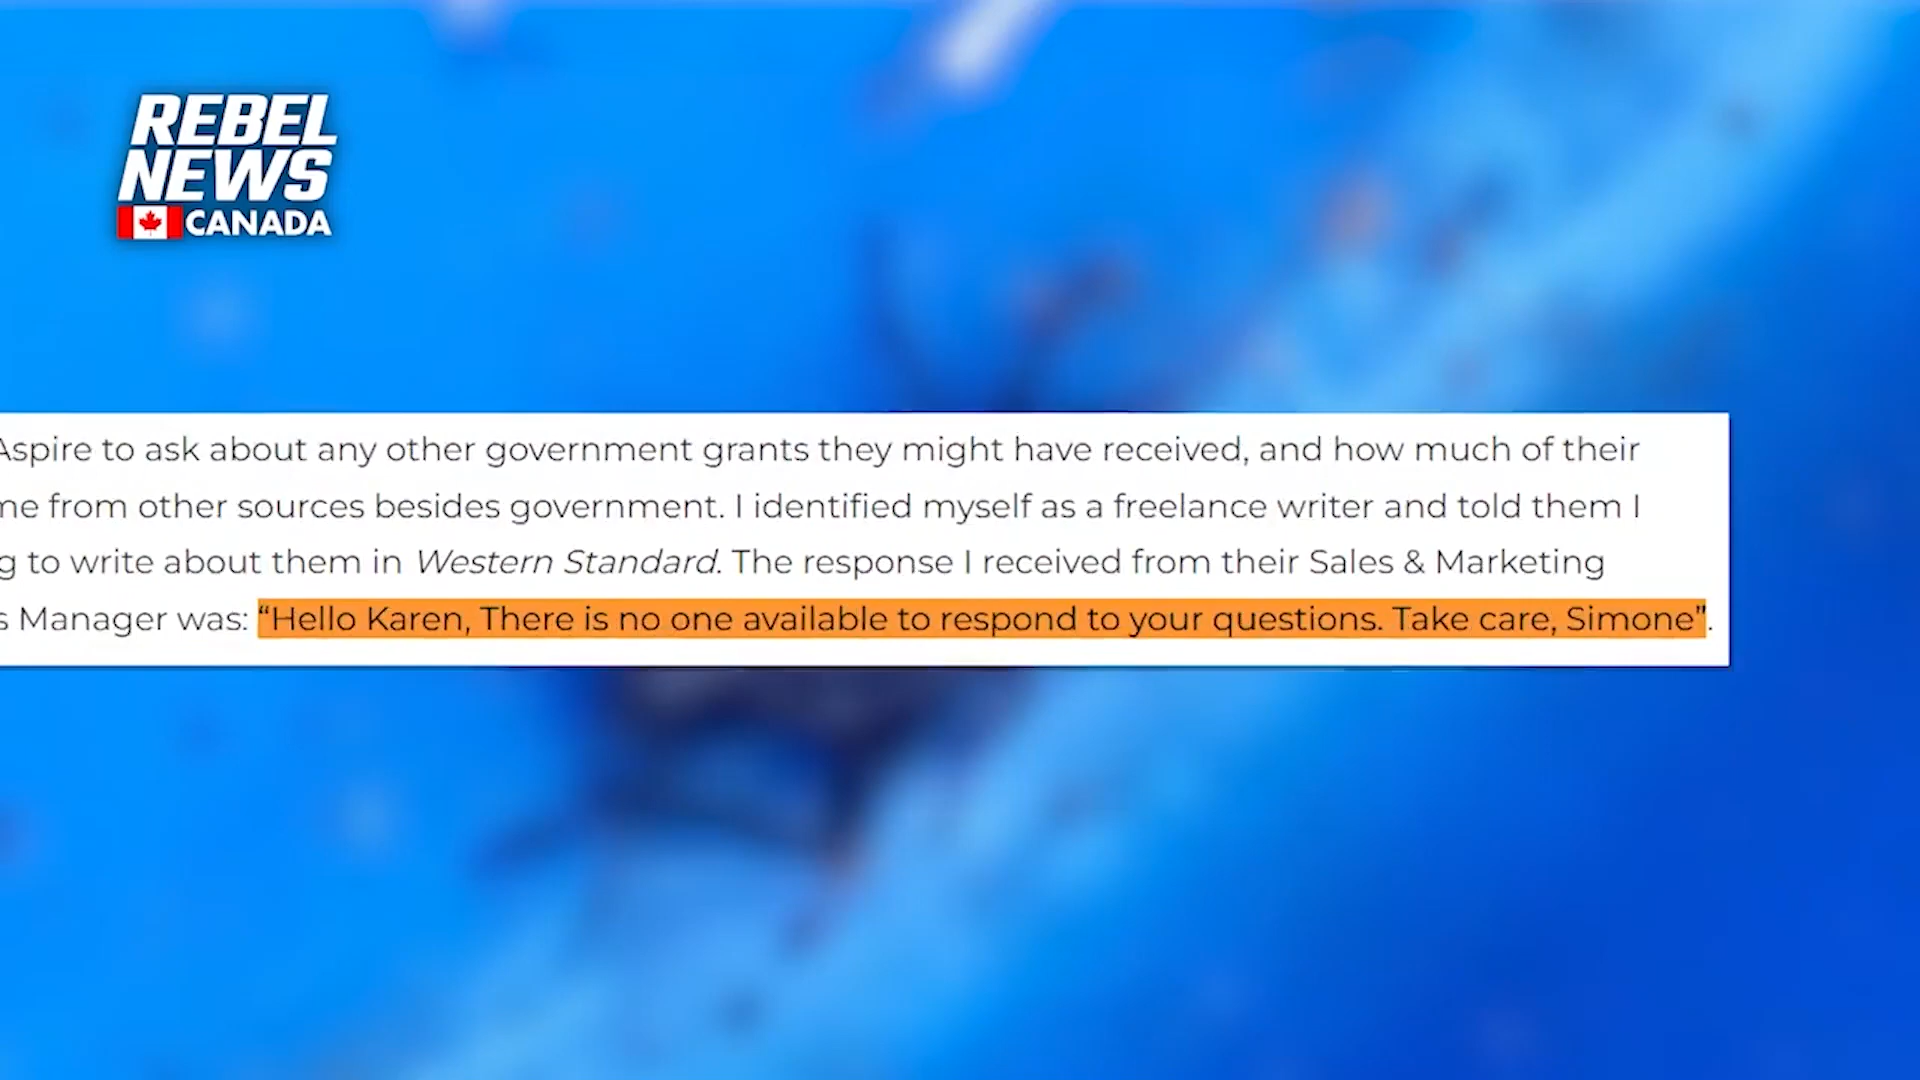 REBEL
NEWS
CANADA
Aspire to ask about any other government grants they might have received, and how much of their
me from other sources besides government. I identified myself as a freelance writer and told them I
g to write about them in Western Standard. The response I received from their Sales & Marketing
s Manager was: “Hello Karen, There is no one available to respond to your questions. Take care, Simone”.